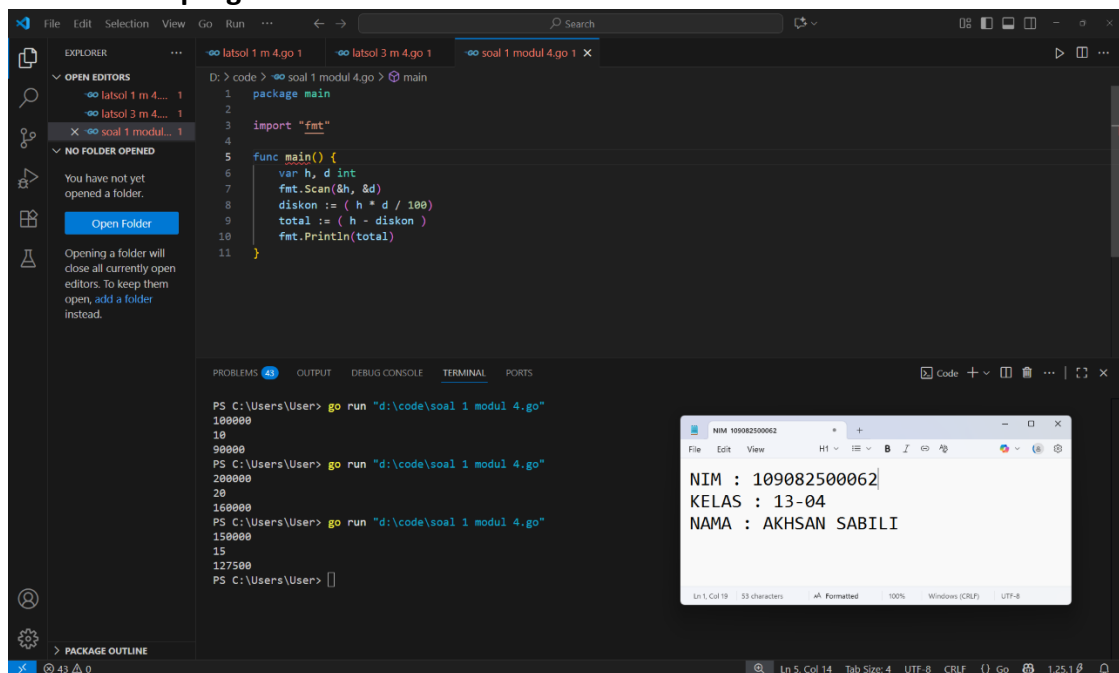 File Edit Selection View Go Run ··· Search
EXPLORER ···
OPEN EDITORS
latsol 1 m 4.... 1
latsol 3 m 4.... 1
soal 1 modul... 1
NO FOLDER OPENED
You have not yet
opened a folder.
Open Folder
Opening a folder will
close all currently open
editors. To keep them
open, add a folder
instead.
PACKAGE OUTLINE
latsol 1 m 4.go 1 latsol 3 m 4.go 1 soal 1 modul 4.go 1
D: > code > soal 1 modul 4.go > main
1 package main
2
3 import "fmt"
4
5 func main() {
6 var h, d int
7 fmt.Scan(&h, &d)
8 diskon := ( h * d / 100)
9 total := ( h - diskon )
10 fmt.Println(total)
11 }
PROBLEMS 43 OUTPUT DEBUG CONSOLE TERMINAL PORTS
Code
PS C:\Users\User> go run "d:\code\soal 1 modul 4.go"
100000
10
90000
PS C:\Users\User> go run "d:\code\soal 1 modul 4.go"
200000
20
160000
PS C:\Users\User> go run "d:\code\soal 1 modul 4.go"
150000
15
127500
PS C:\Users\User>
NIM 109082500062
File Edit View H1
NIM : 109082500062
KELAS : 13-04
NAMA : AKHSAN SABILI
Ln 1, Col 19 53 characters Formatted 100% Windows (CRLF) UTF-8
43 0 Ln 5, Col 14 Tab Size: 4 UTF-8 CRLF {} Go 1.25.1